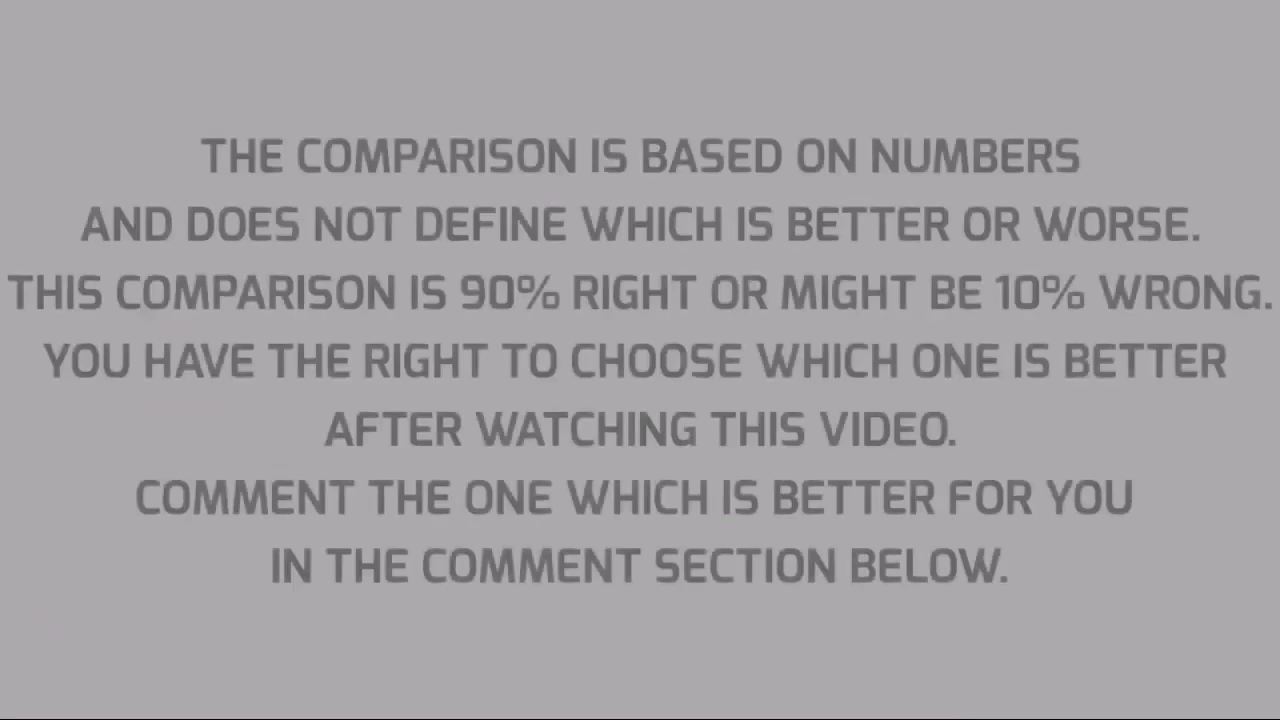 THE COMPARISON IS BASED ON NUMBERS
AND DOES NOT DEFINE WHICH IS BETTER OR WORSE.
THIS COMPARISON IS 90% RIGHT OR MIGHT BE 10% WRONG.
YOU HAVE THE RIGHT TO CHOOSE WHICH ONE IS BETTER
AFTER WATCHING THIS VIDEO.
COMMENT THE ONE WHICH IS BETTER FOR YOU
IN THE COMMENT SECTION BELOW.